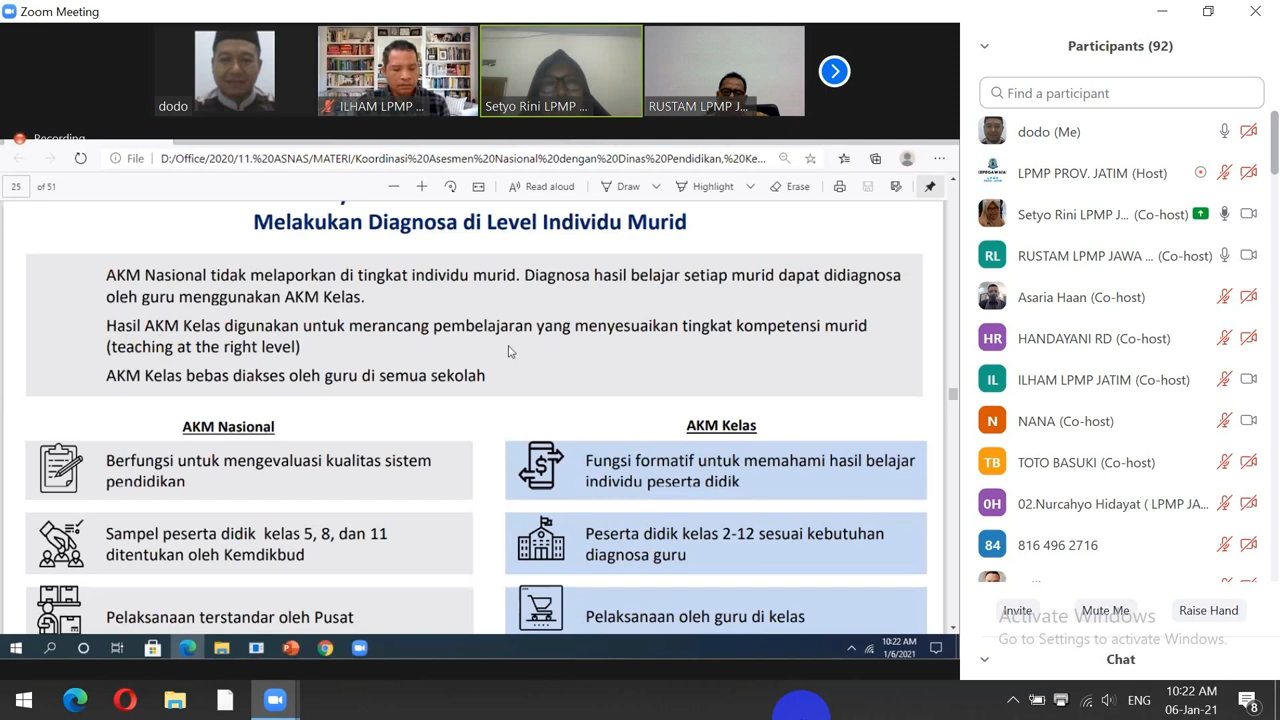 Zoom Meeting
dodo
ILHAM LPMP ...
Setyo Rini LPMP ...
RUSTAM LPMP J...
Recording
File D:/Office/2020/11.%20ASNAS/MATERI/Koordinasi%20Asesmen%20Nasional%20dengan%20Dinas%20Pendidikan,%20Ke...
25 of 51
Read aloud Draw Highlight Erase
Melakukan Diagnosa di Level Individu Murid
AKM Nasional tidak melaporkan di tingkat individu murid. Diagnosa hasil belajar setiap murid dapat didiagnosa
oleh guru menggunakan AKM Kelas.
Hasil AKM Kelas digunakan untuk merancang pembelajaran yang menyesuaikan tingkat kompetensi murid
(teaching at the right level)
AKM Kelas bebas diakses oleh guru di semua sekolah
AKM Nasional
Berfungsi untuk mengevaluasi kualitas sistem
pendidikan
Sampel peserta didik kelas 5, 8, dan 11
ditentukan oleh Kemdikbud
Pelaksanaan terstandar oleh Pusat
AKM Kelas
Fungsi formatif untuk memahami hasil belajar
individu peserta didik
Peserta didik kelas 2-12 sesuai kebutuhan
diagnosa guru
Pelaksanaan oleh guru di kelas
10:22 AM
1/6/2021
Participants (92)
Find a participant
dodo (Me)
LPMP PROV. JATIM (Host)
Setyo Rini LPMP J... (Co-host)
RL RUSTAM LPMP JAWA ... (Co-host)
Asaria Haan (Co-host)
HR HANDAYANI RD (Co-host)
IL ILHAM LPMP JATIM (Co-host)
N NANA (Co-host)
TB TOTO BASUKI (Co-host)
0H 02.Nurcahyo Hidayat ( LPMP JA...
84 816 496 2716
Invite Mute Me Raise Hand
Activate Windows
Go to Settings to activate Windows.
Chat
ENG
10:22 AM
06-Jan-21
8